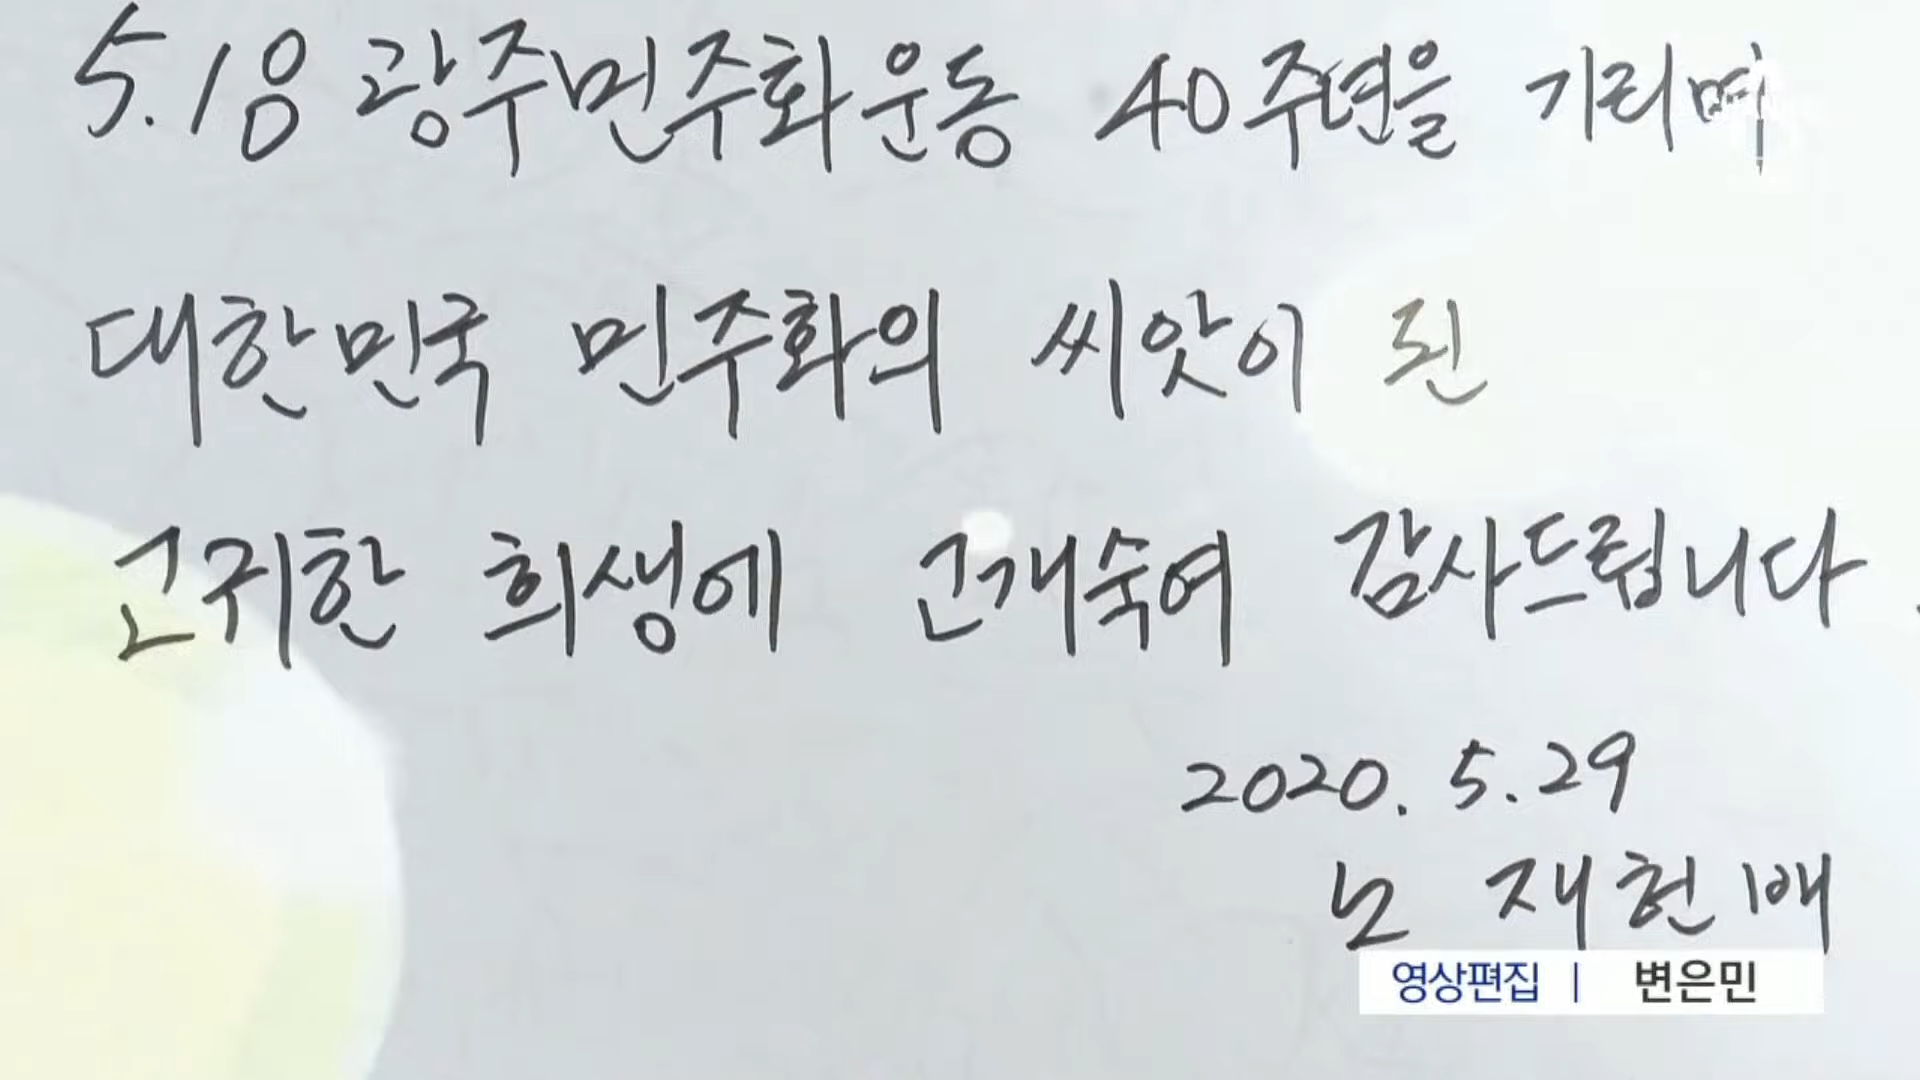 5.18 광주민주화운동 40주년을 기리며
대한민국 민주화의 씨앗이 된
고귀한 희생에 고개숙여 감사드립니다.
2020. 5. 29
노 재헌 배
영상편집 | 변은민